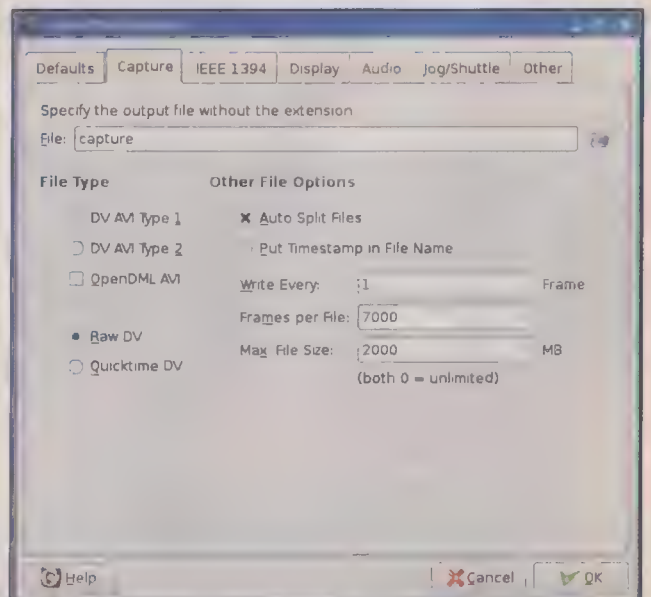 Defaults Capture IEEE 1394 Display Audio Jog/Shuttle Other
Specify the output file without the extension
File: capture
File Type Other File Options
DV AVI Type 1 Auto Split Files
DV AVI Type 2 Put Timestamp in File Name
OpenDML AVI Write Every: 1 Frame
Frames per File: 7000
Raw DV Max File Size: 2000 MB
Quicktime DV (both 0 = unlimited)
Help Cancel OK